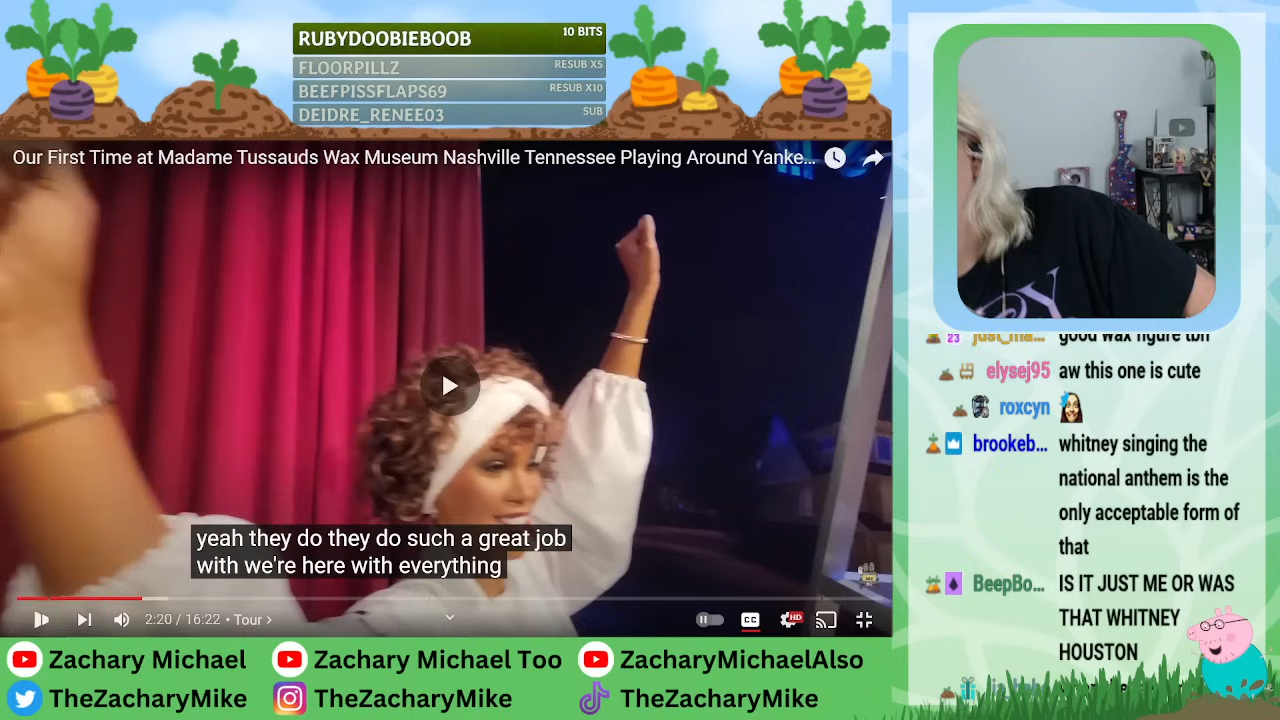 RUBYDOOBIEBOOB 10 BITS
FLOORPILLZ RESUB X5
BEEFPISSFLAPS69 RESUB X10
DEIDRE_RENEE03 SUB
Our First Time at Madame Tussauds Wax Museum Nashville Tennessee Playing Around Yanke...
yeah they do they do such a great job
with we're here with everything
2:20 / 16:22 • Tour >
CC
HD
Zachary Michael
Zachary Michael Too
ZacharyMichaelAlso
TheZacharyMike
TheZacharyMike
TheZacharyMike
23 just_ma... good wax figure tbh
elysej95 aw this one is cute
roxcyn
brookeb... whitney singing the
national anthem is the
only acceptable form of
that
BeepBo... IS IT JUST ME OR WAS
THAT WHITNEY
HOUSTON